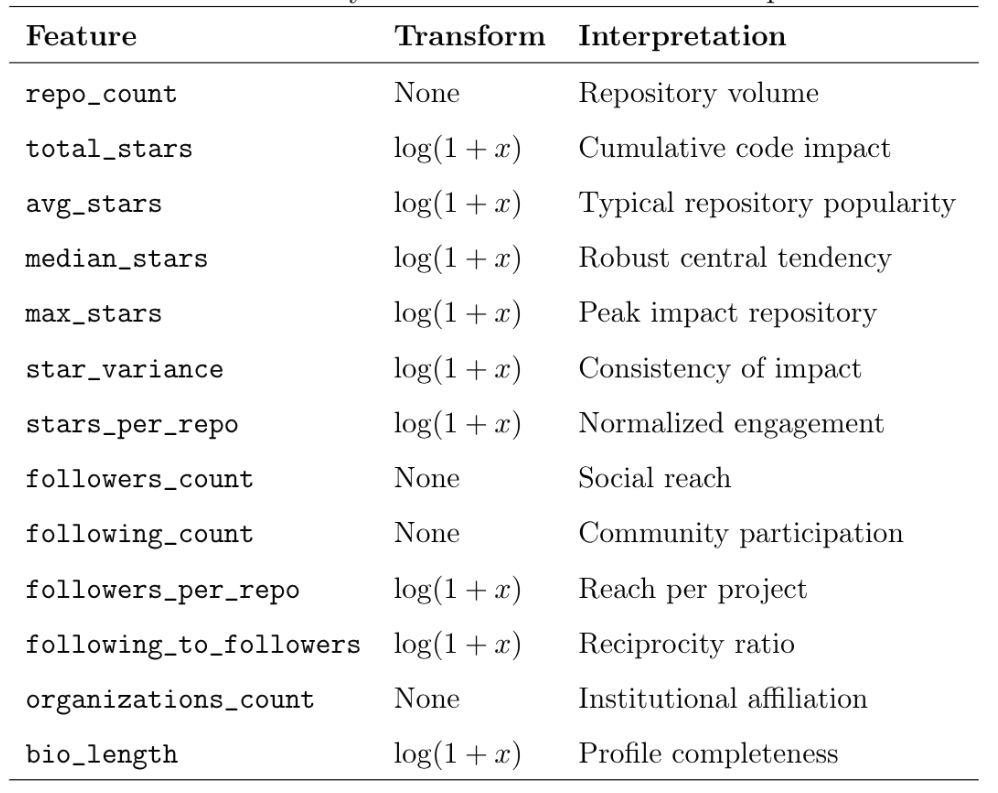 Feature Transform Interpretation
repo_count None Repository volume
total_stars log(1 + x) Cumulative code impact
avg_stars log(1 + x) Typical repository popularity
median_stars log(1 + x) Robust central tendency
max_stars log(1 + x) Peak impact repository
star_variance log(1 + x) Consistency of impact
stars_per_repo log(1 + x) Normalized engagement
followers_count None Social reach
following_count None Community participation
followers_per_repo log(1 + x) Reach per project
following_to_followers log(1 + x) Reciprocity ratio
organizations_count None Institutional affiliation
bio_length log(1 + x) Profile completeness